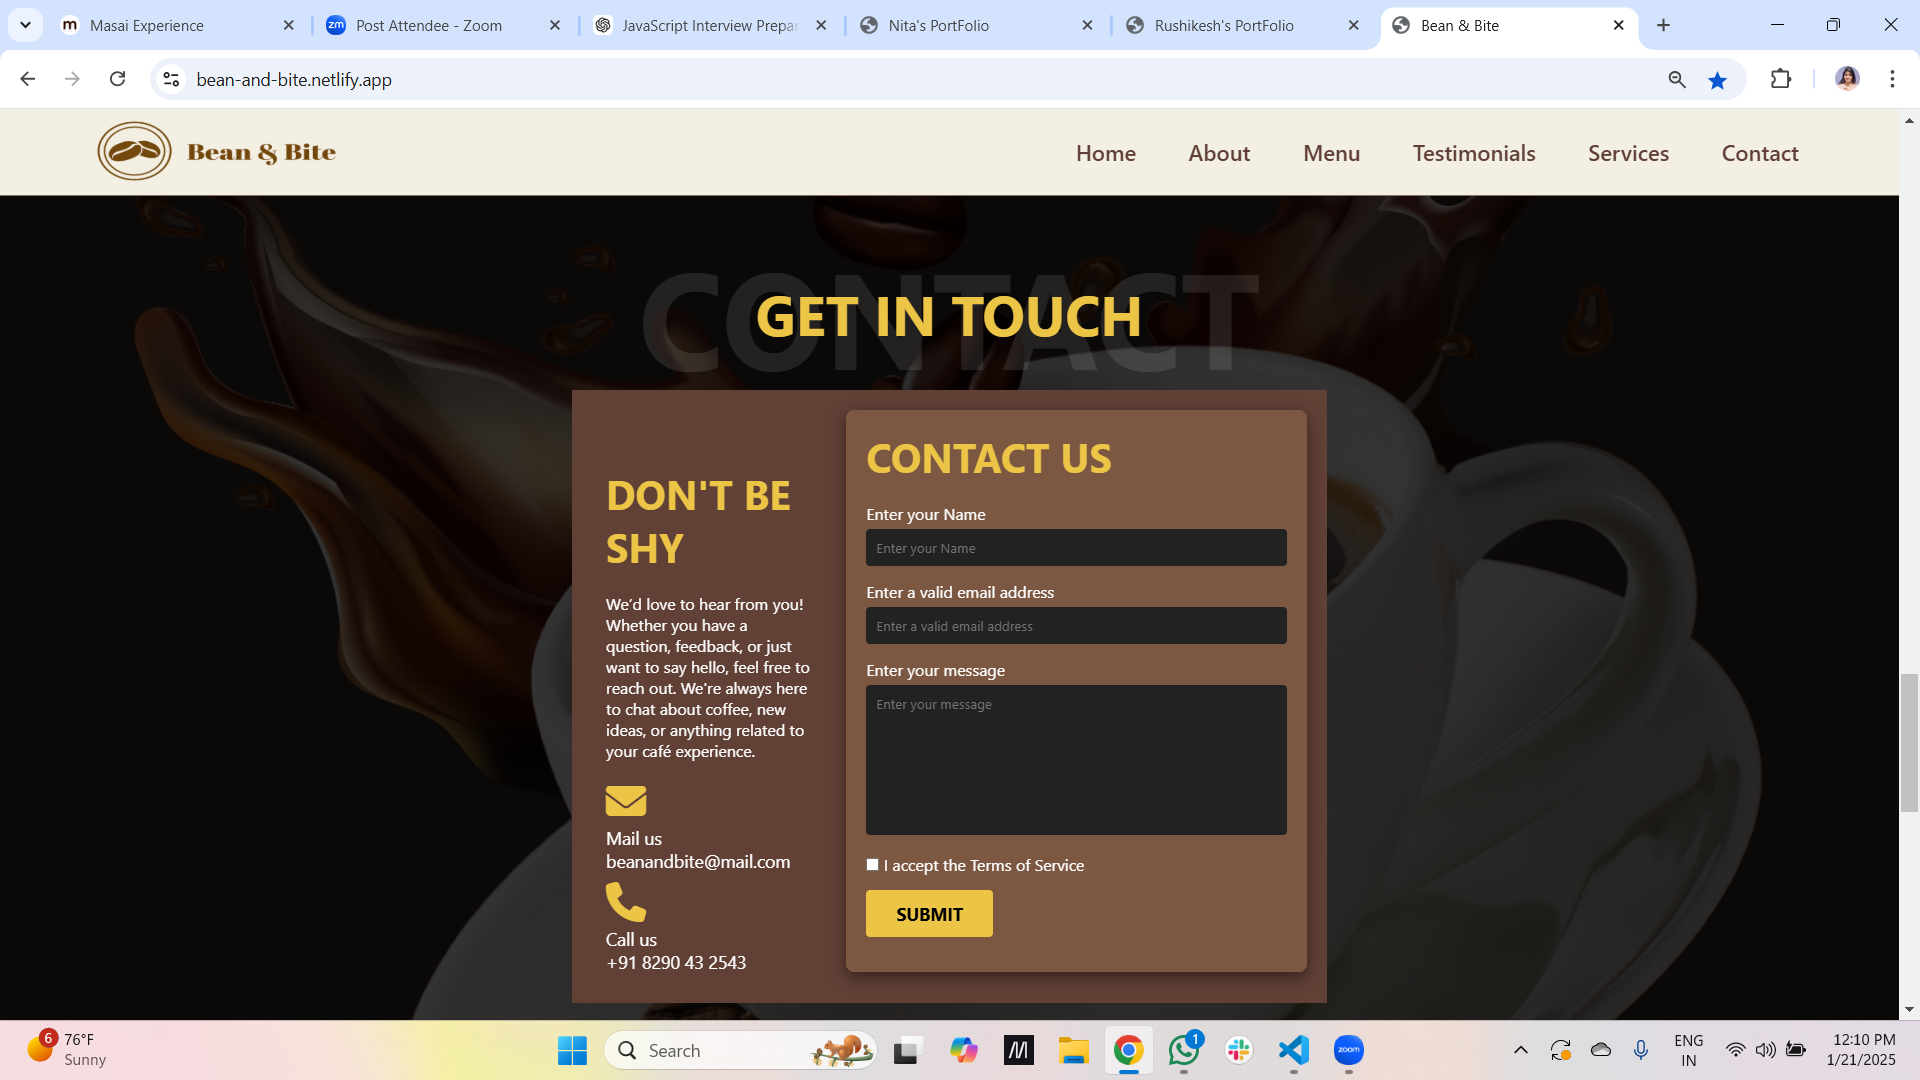 Masai Experience
Post Attendee - Zoom
JavaScript Interview Prepar
Nita's PortFolio
Rushikesh's PortFolio
Bean & Bite
bean-and-bite.netlify.app
Bean & Bite
Home
About
Menu
Testimonials
Services
Contact
CONTACT
GET IN TOUCH
DON'T BE
SHY
We'd love to hear from you!
Whether you have a
question, feedback, or just
want to say hello, feel free to
reach out. We're always here
to chat about coffee, new
ideas, or anything related to
your café experience.
Mail us
beanandbite@mail.com
Call us
+91 8290 43 2543
CONTACT US
Enter your Name
Enter your Name
Enter a valid email address
Enter a valid email address
Enter your message
Enter your message
I accept the Terms of Service
SUBMIT
6
76°F
Sunny
Search
1
zoom
ENG
IN
12:10 PM
1/21/2025